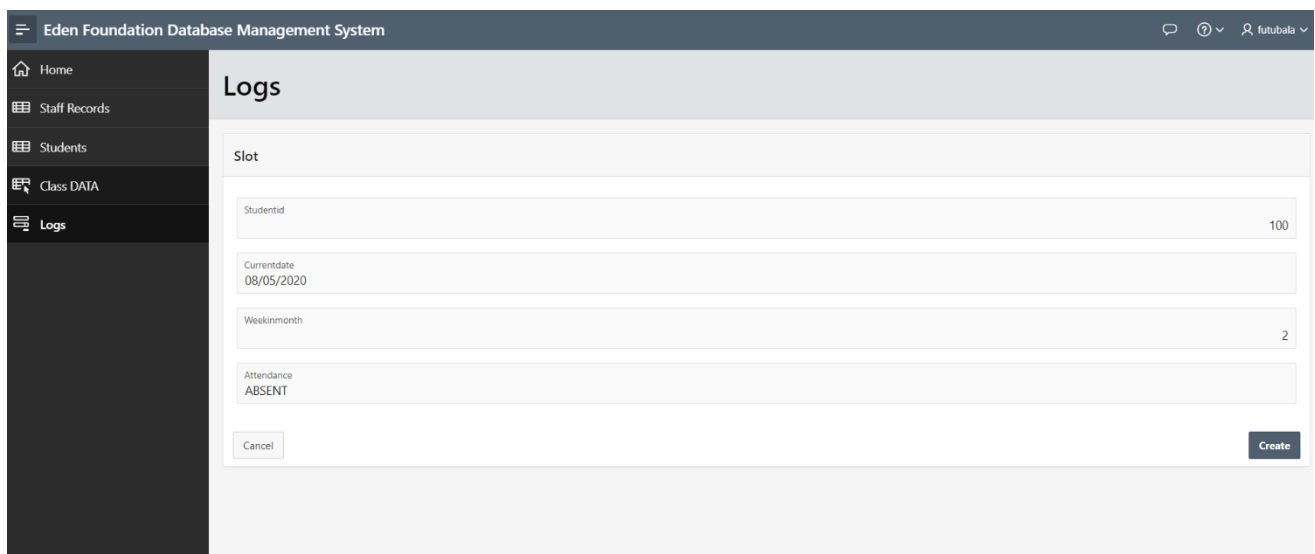 Eden Foundation Database Management System
futubala
Home
Staff Records
Students
Class DATA
Logs
Logs
Slot
Studentid
100
Currentdate
08/05/2020
Weekinmonth
2
Attendance
ABSENT
Cancel
Create